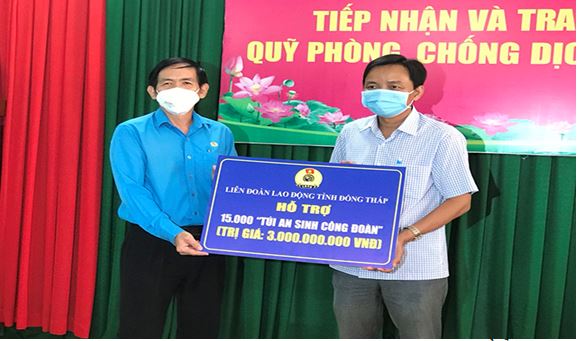 TIẾP NHẬN VÀ TRA
QUỸ PHÒNG, CHỐNG DỊC
LIÊN ĐOÀN LAO ĐỘNG TỈNH ĐỒNG THÁP
HỖ TRỢ
15.000 "TÚI AN SINH CÔNG ĐOÀN"
(TRỊ GIÁ: 3.000.000.000 VNĐ)